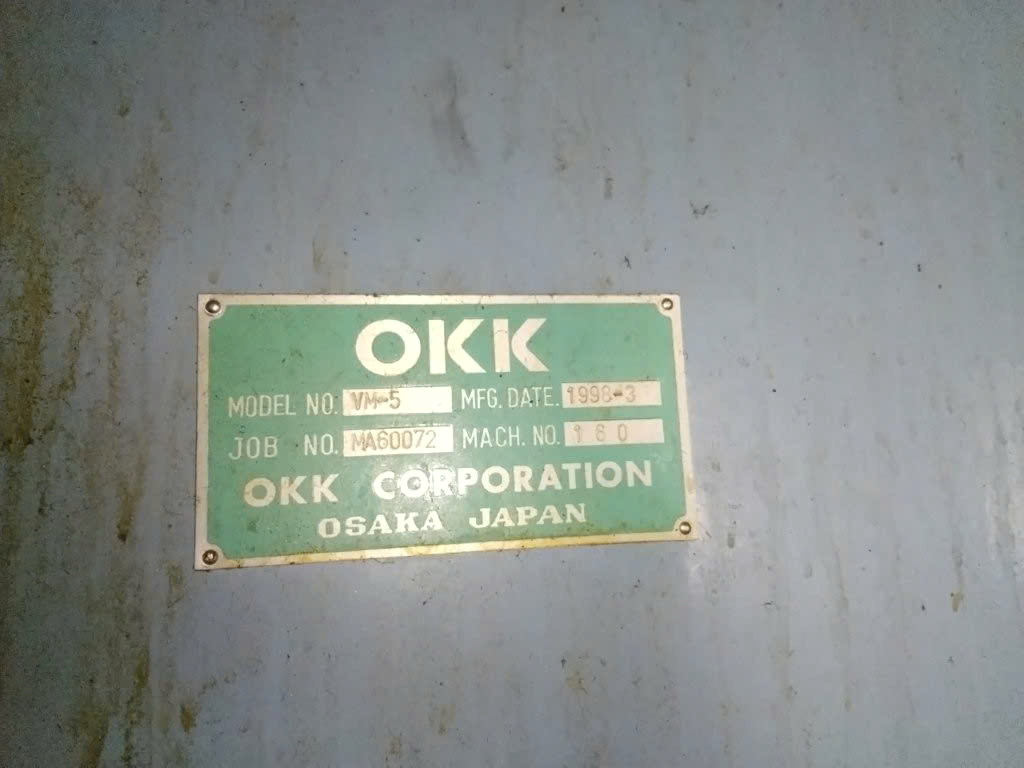 OKK
MODEL NO. VM-5 MFG. DATE. 1998-3
JOB NO. MA60072 MACH. NO. 160
OKK CORPORATION
OSAKA JAPAN